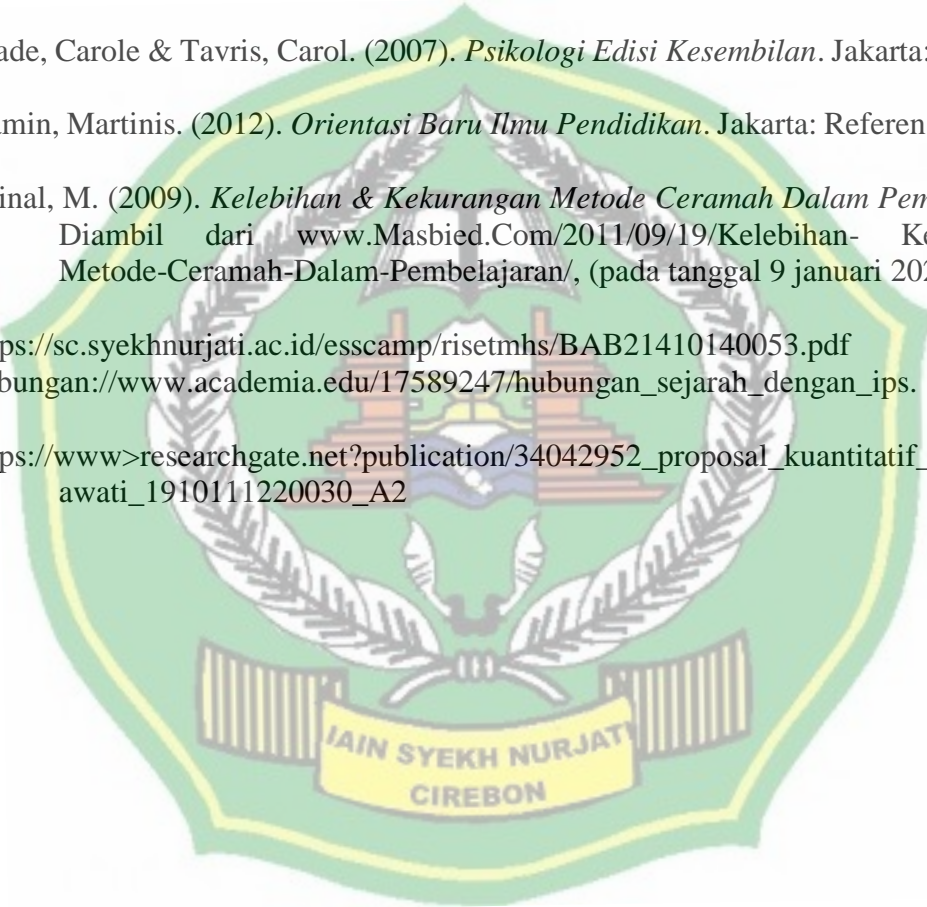 ade, Carole & Tavris, Carol. (2007). Psikologi Edisi Kesembilan. Jakarta:
min, Martinis. (2012). Orientasi Baru Ilmu Pendidikan. Jakarta: Referen
inal, M. (2009). Kelebihan & Kekurangan Metode Ceramah Dalam Pem
Diambil dari www.Masbied.Com/2011/09/19/Kelebihan- Ke
Metode-Ceramah-Dalam-Pembelajaran/, (pada tanggal 9 januari 202
ps://sc.syekhnurjati.ac.id/esscamp/risetmhs/BAB21410140053.pdf
bungan://www.academia.edu/17589247/hubungan_sejarah_dengan_ips.
ps://www>researchgate.net?publication/34042952_proposal_kuantitatif_
awati_1910111220030_A2
IAIN SYEKH NURJATI
CIREBON